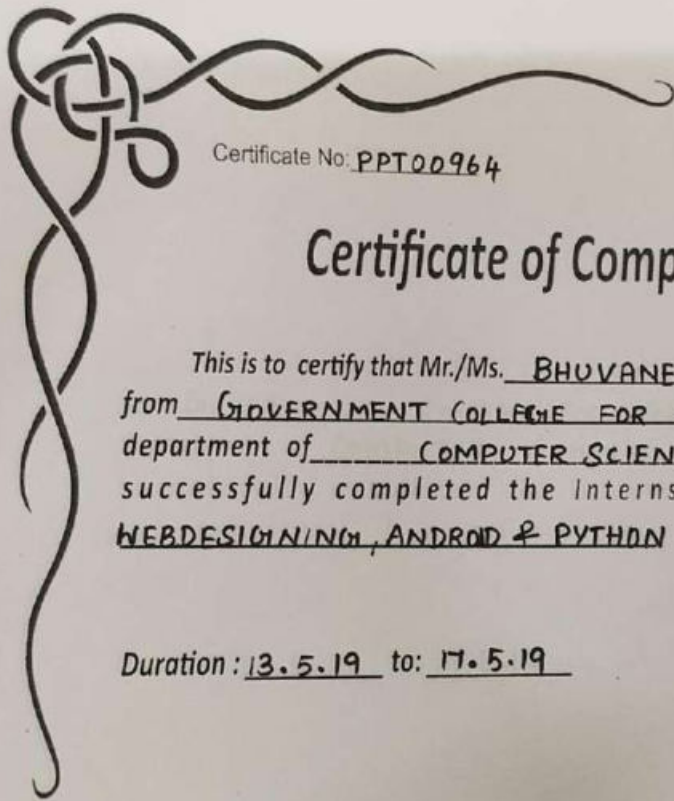 Certificate No: PPT00964
Certificate of Comp
This is to certify that Mr./Ms. BHUVANE
from GOVERNMENT COLLEGE FOR
department of COMPUTER SCIEN
successfully completed the Interns
WEBDESIGNING, ANDROID & PYTHON
Duration : 13.5.19 to: 17.5.19